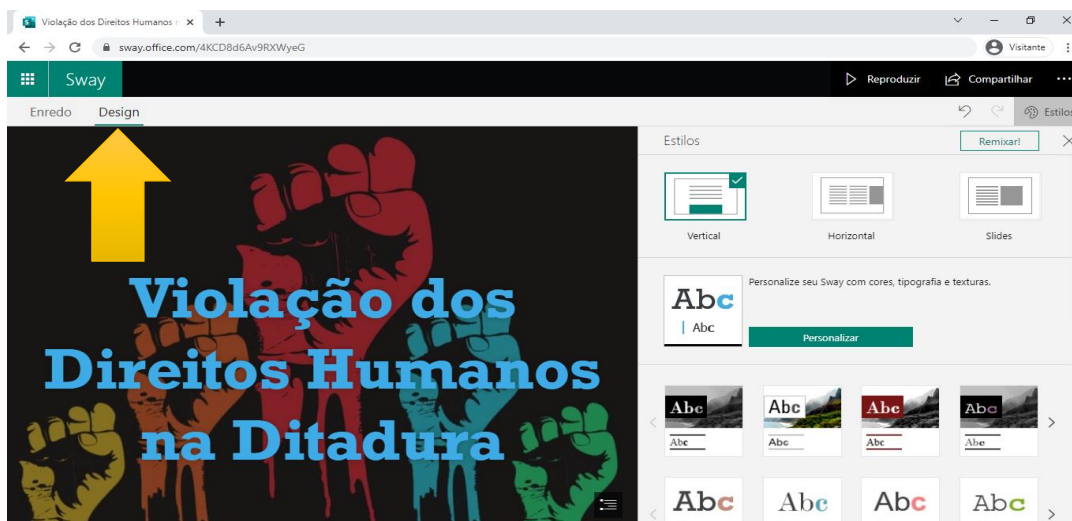 Violação dos Direitos Humanos
sway.office.com/4KCD8d6Av9RXWyeG
Visitante
Sway
Reproduzir
Compartilhar
Enredo
Design
Estilos
Violação dos
Direitos Humanos
na Ditadura
Estilos
Remixar!
Vertical
Horizontal
Slides
Abc
Abc
Personalize seu Sway com cores, tipografia e texturas.
Personalizar
Abc
Abc
Abc
Abc
Abc
Abc
Abc
Abc
Abc
Abc
Abc
Abc